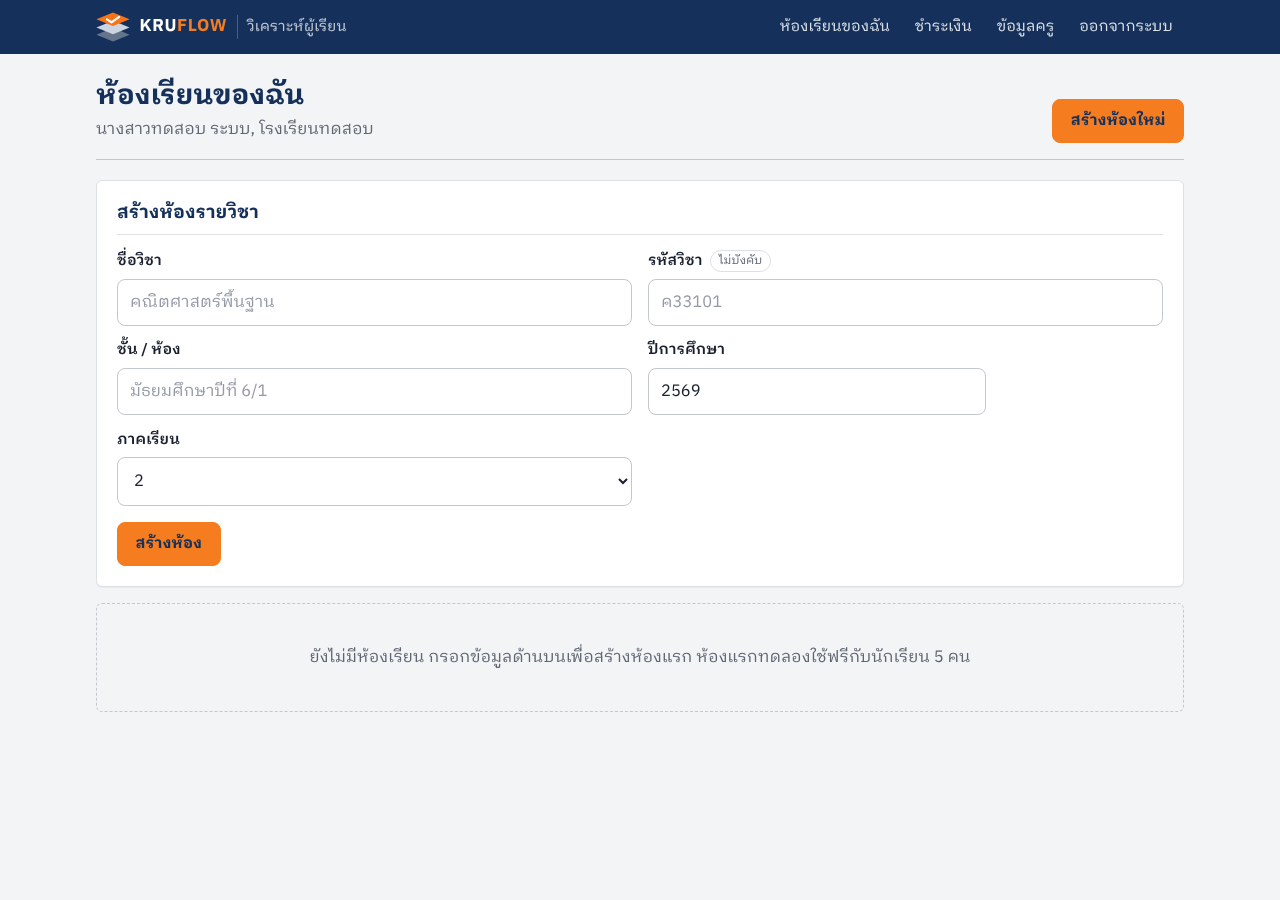 KRUFLOW วิเคราะห์ผู้เรียน ห้องเรียนของฉัน ชำระเงิน ข้อมูลครู ออกจากระบบ
ห้องเรียนของฉัน
นางสาวทดสอบ ระบบ, โรงเรียนทดสอบ
สร้างห้องใหม่
สร้างห้องรายวิชา
ชื่อวิชา
รหัสวิชา ไม่บังคับ
คณิตศาสตร์พื้นฐาน
ค33101
ชั้น / ห้อง
ปีการศึกษา
มัธยมศึกษาปีที่ 6/1
2569
ภาคเรียน
2
สร้างห้อง
ยังไม่มีห้องเรียน กรอกข้อมูลด้านบนเพื่อสร้างห้องแรก ห้องแรกทดลองใช้ฟรีกับนักเรียน 5 คน